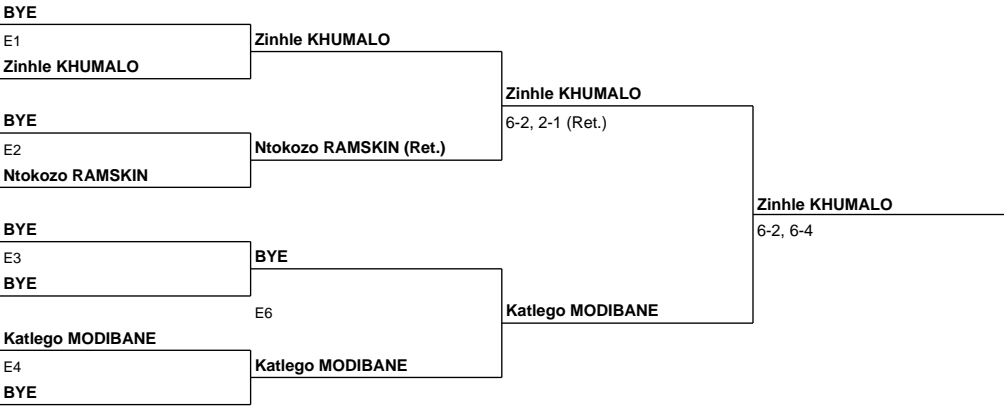 BYE
E1
Zinhle KHUMALO
BYE
E2
Ntokozo RAMSKIN
BYE
E3
BYE
Katlego MODIBANE
E4
BYE
Zinhle KHUMALO
Ntokozo RAMSKIN (Ret.)
BYE
E6
Katlego MODIBANE
Zinhle KHUMALO
6-2, 2-1 (Ret.)
Katlego MODIBANE
Zinhle KHUMALO
6-2, 6-4